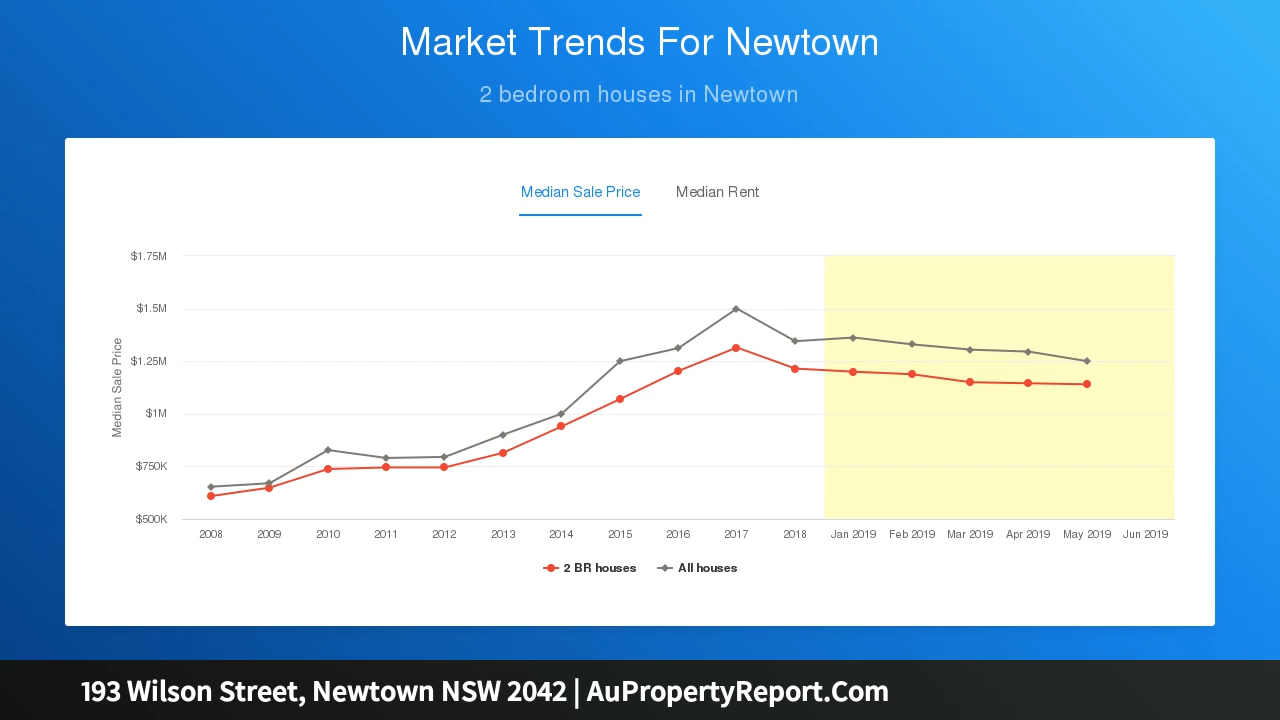 Market Trends For Newtown
2 bedroom houses in Newtown
Median Sale Price Median Rent
Median Sale Price
$1.75M
$1.5M
$1.25M
$1M
$750K
$500K
2008 2009 2010 2011 2012 2013 2014 2015 2016 2017 2018 Jan 2019 Feb 2019 Mar 2019 Apr 2019 May 2019 Jun 2019
2 BR houses All houses
193 Wilson Street, Newtown NSW 2042 | AuPropertyReport.Com